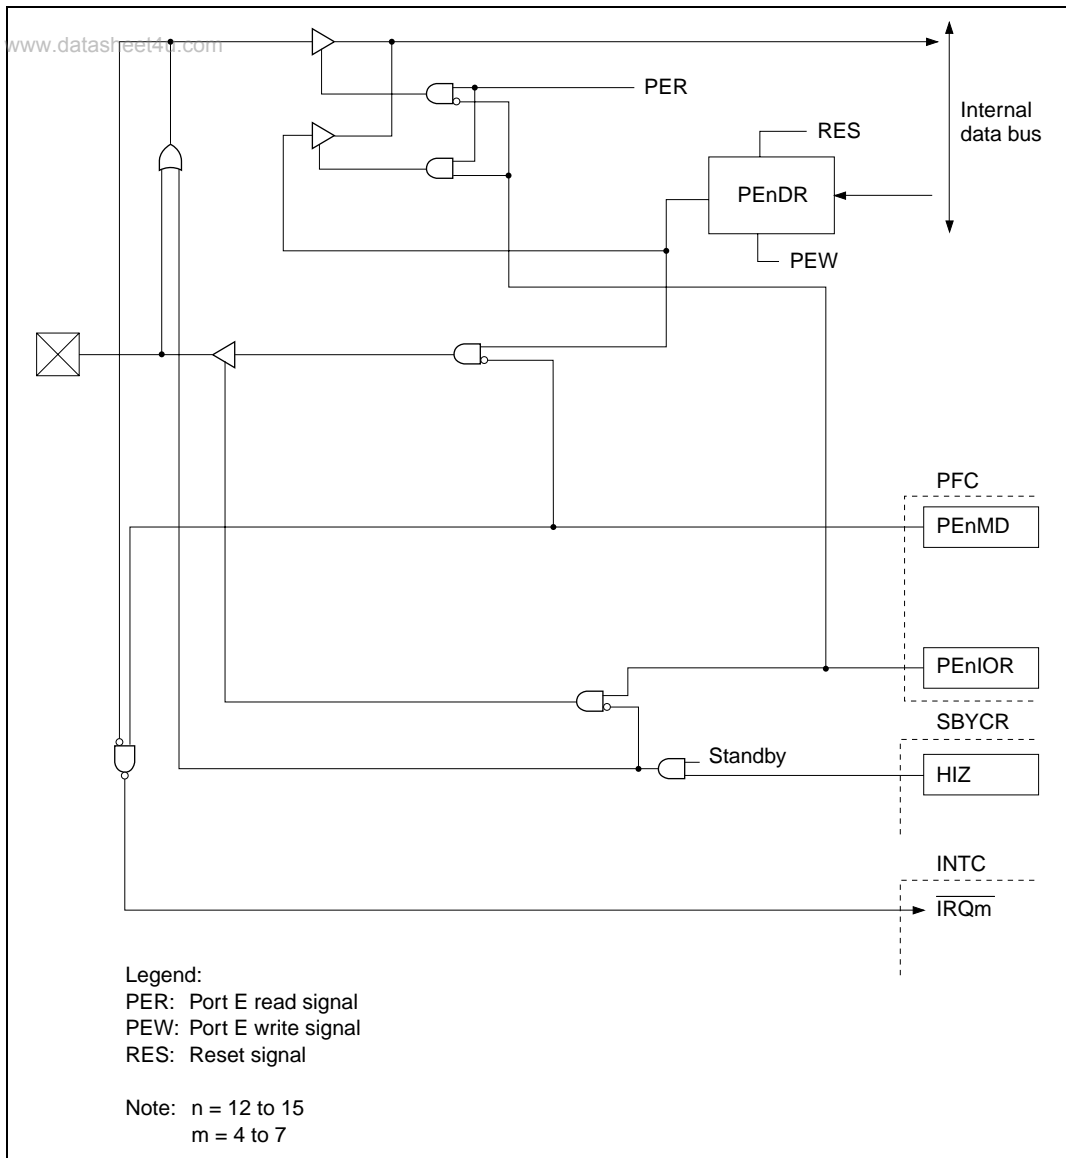 www.datasheet4u.com
PER
Internal
data bus
RES
PEnDR
PEW
PFC
PEnMD
PEnIOR
SBYCR
Standby
HIZ
INTC
IRQm
Legend:
PER: Port E read signal
PEW: Port E write signal
RES: Reset signal
Note: n = 12 to 15
m = 4 to 7